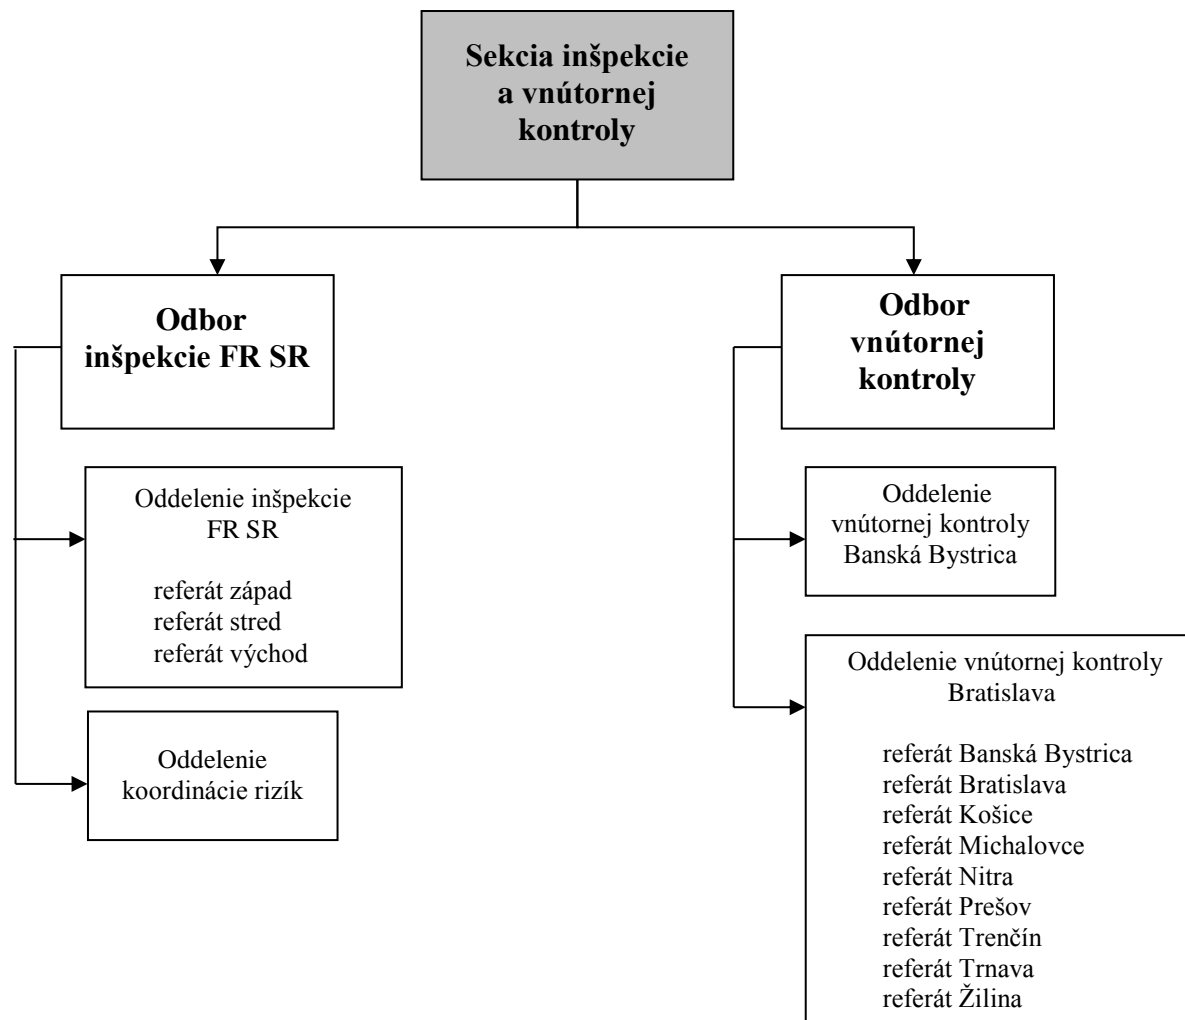 Sekcia inšpekcie
a vnútornej
kontroly
Odbor
inšpekcie FR SR
Odbor
vnútornej
kontroly
Oddelenie inšpekcie
FR SR
referát západ
referát stred
referát východ
Oddelenie
koordinácie rizík
Oddelenie
vnútornej kontroly
Banská Bystrica
Oddelenie vnútornej kontroly
Bratislava
referát Banská Bystrica
referát Bratislava
referát Košice
referát Michalovce
referát Nitra
referát Prešov
referát Trenčín
referát Trnava
referát Žilina